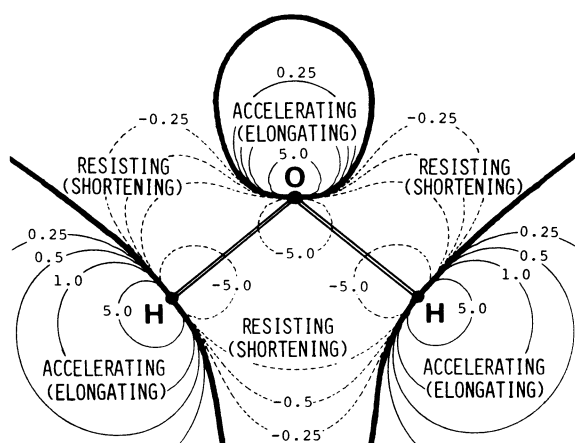 0.25
ACCELERATING
(ELONGATING)
-0.25
-0.25
5.0
RESISTING
(SHORTENING)
RESISTING
(SHORTENING)
O
0.25
0.5
1.0
-5.0
0.25
0.5
1.0
-5.0
-5.0
H
5.0
H
5.0
RESISTING
(SHORTENING)
ACCELERATING
(ELONGATING)
ACCELERATING
(ELONGATING)
-0.5
-0.25